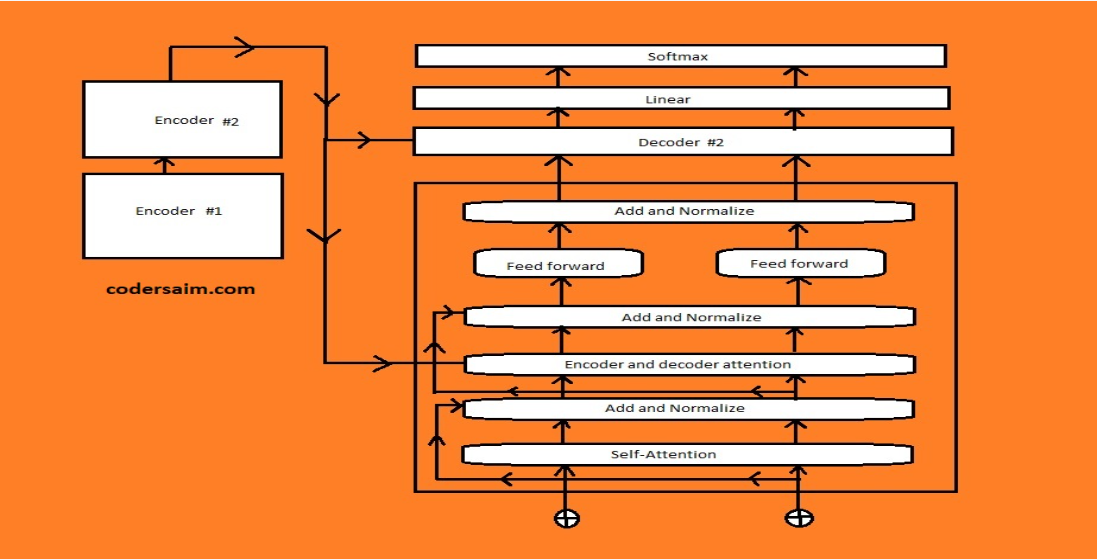 Encoder #2
Encoder #1
codersaim.com
Softmax
Linear
Decoder #2
Add and Normalize
Feed forward
Feed forward
Add and Normalize
Encoder and decoder attention
Add and Normalize
Self-Attention